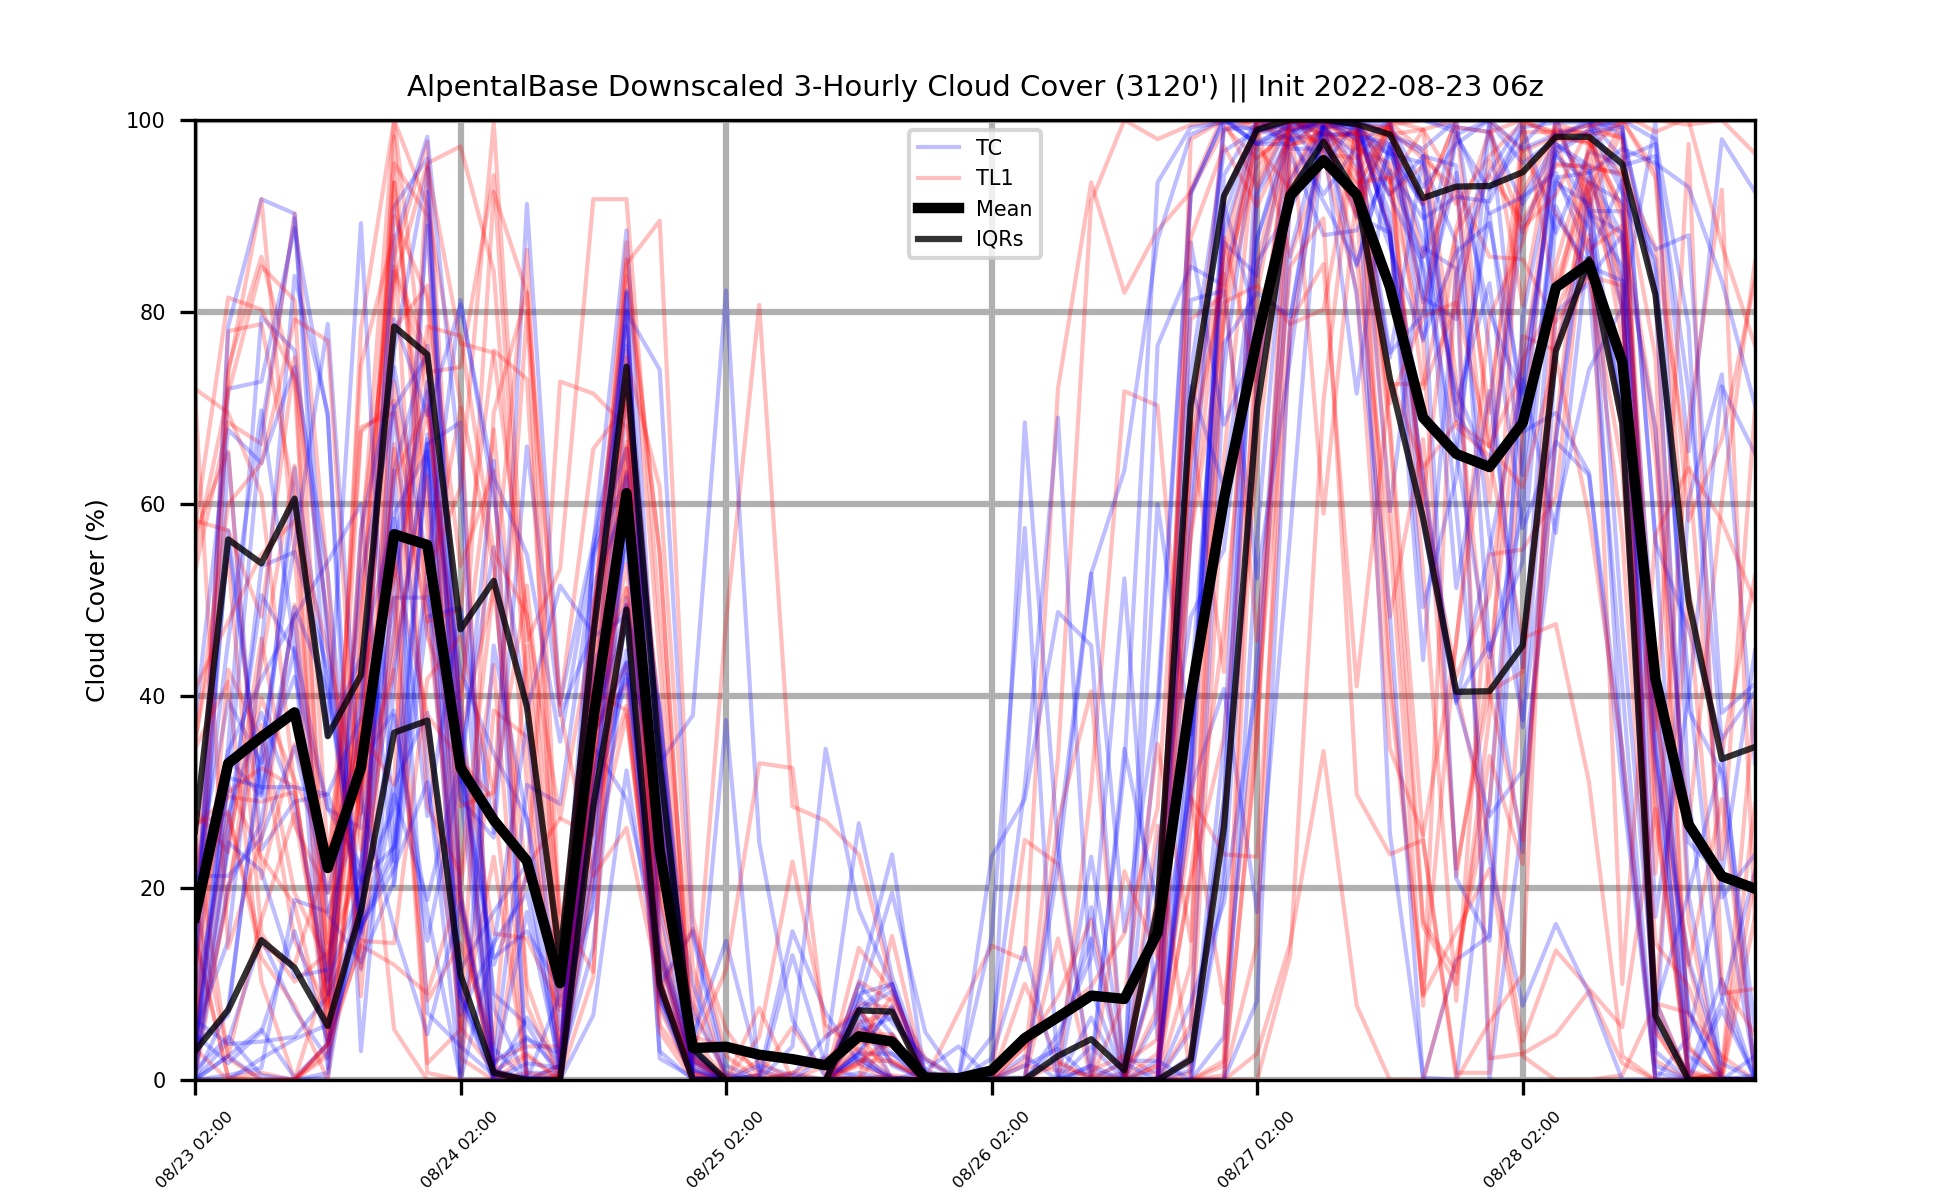 AlpentalBase Downscaled 3-Hourly Cloud Cover (3120') || Init 2022-08-23 06z
TC
TL1
Mean
IQRs
Cloud Cover (%)
100
80
60
40
20
0
08/23 02:00
08/24 02:00
08/25 02:00
08/26 02:00
08/27 02:00
08/28 02:00